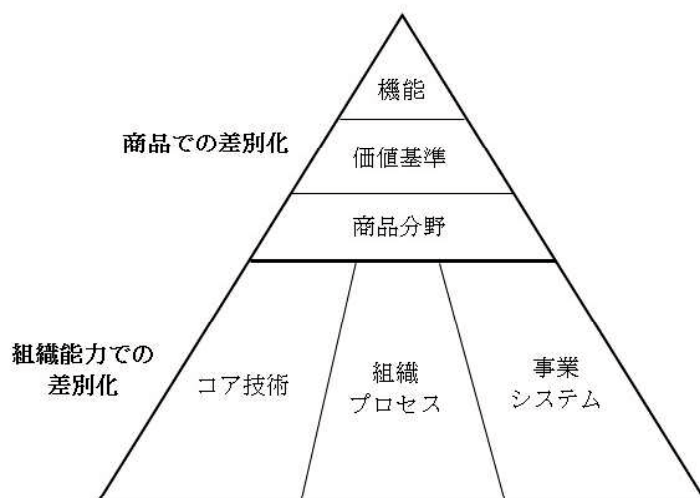 機能
商品での差別化
価値基準
商品分野
組織能力での
差別化
コア技術
組織
プロセス
事業
システム